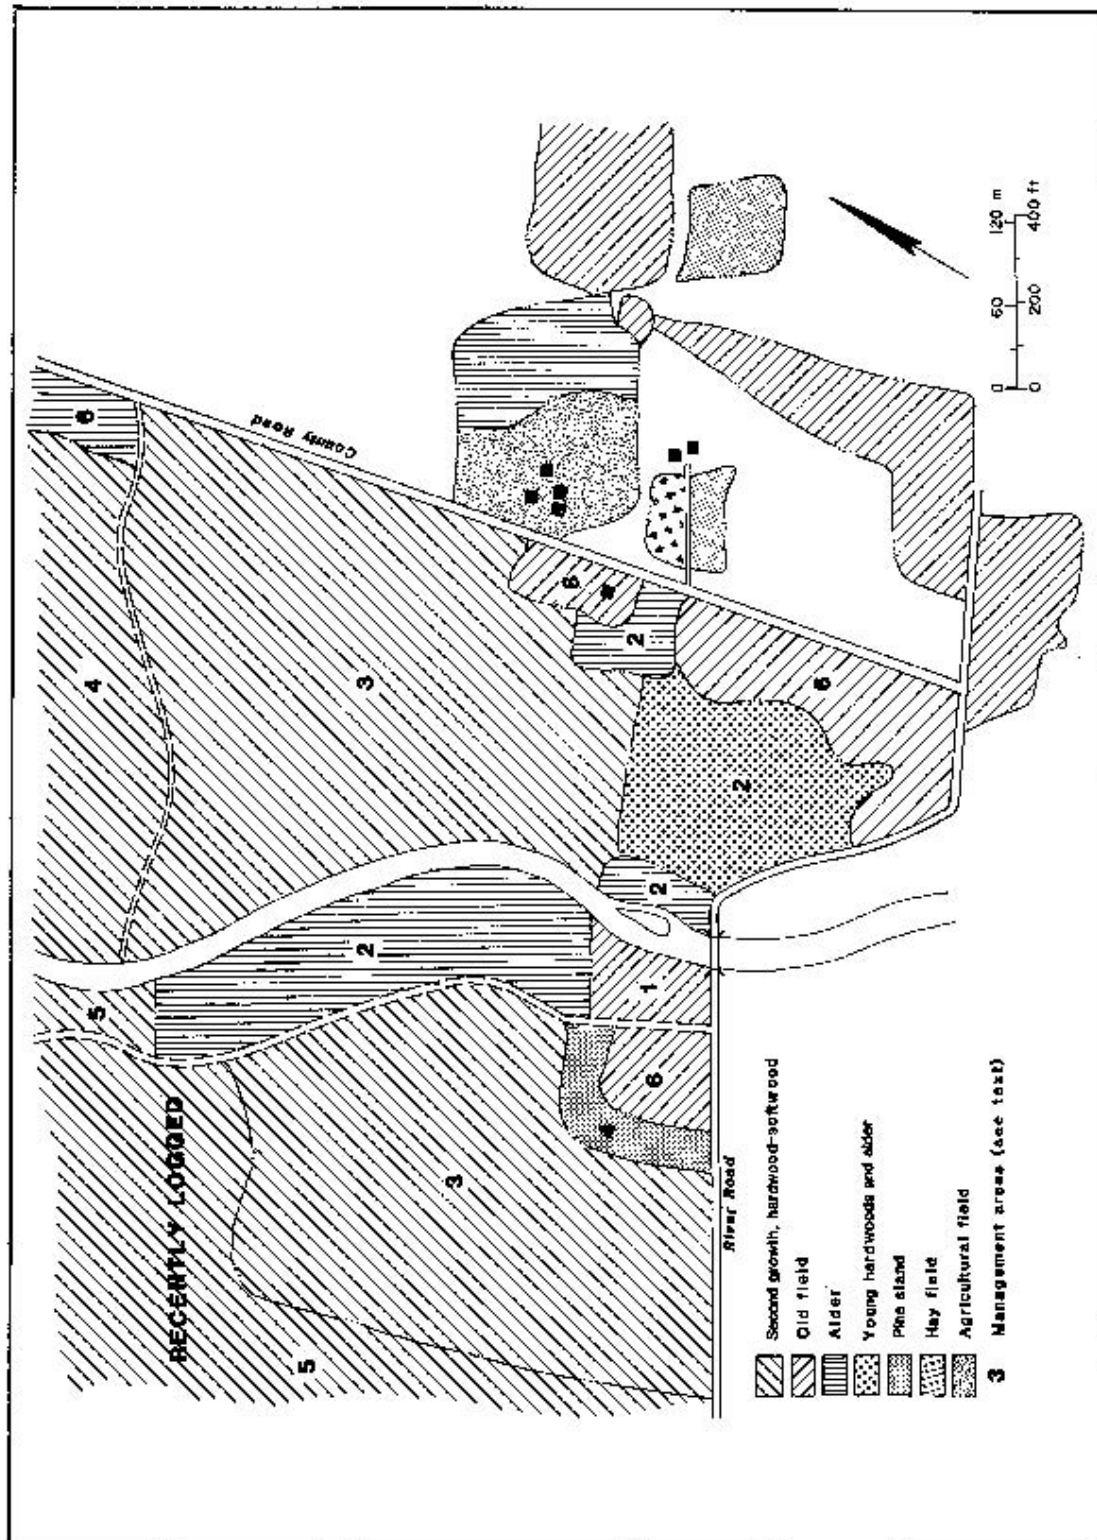 RECENTLY LOGGED
5
5
4
6
3
3
2
County Road
6
2
2
2
1
6
4
6
River Road
0 60 120 m
0 200 400 ft
Second growth, hardwood-softwood
Old field
Alder
Young hardwoods and alder
Pine stand
Hay field
Agricultural field
3 Management areas (see text)